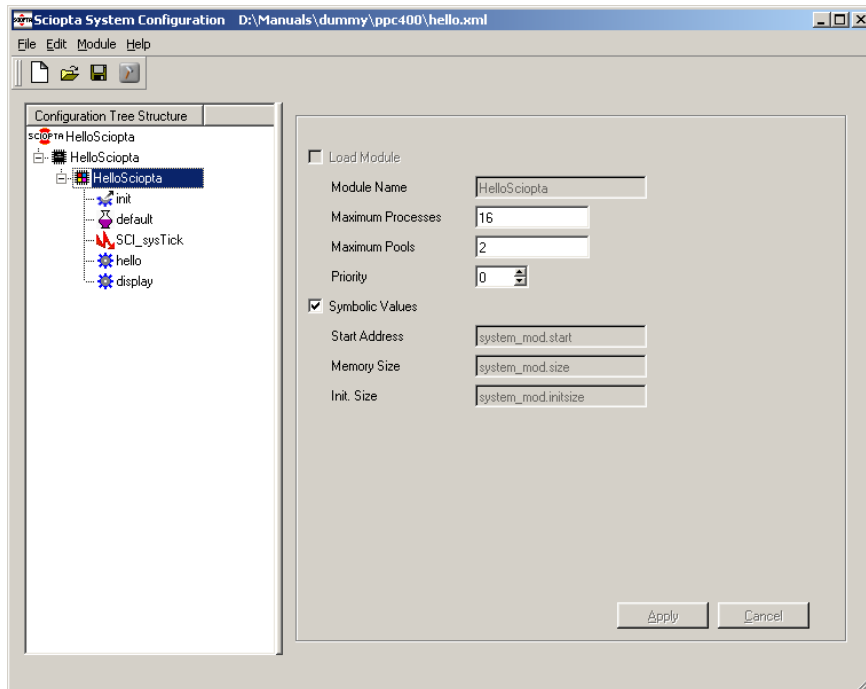 Sciopta System Configuration D:\Manuals\dummy\ppc400\hello.xml
File Edit Module Help
Configuration Tree Structure
SCIOPTA HelloSciopta
HelloSciopta
HelloSciopta
init
default
SCI_sysTick
hello
display
Load Module
Module Name HelloSciopta
Maximum Processes 16
Maximum Pools 2
Priority 0
Symbolic Values
Start Address system_mod.start
Memory Size system_mod.size
Init. Size system_mod.initsize
Apply Cancel